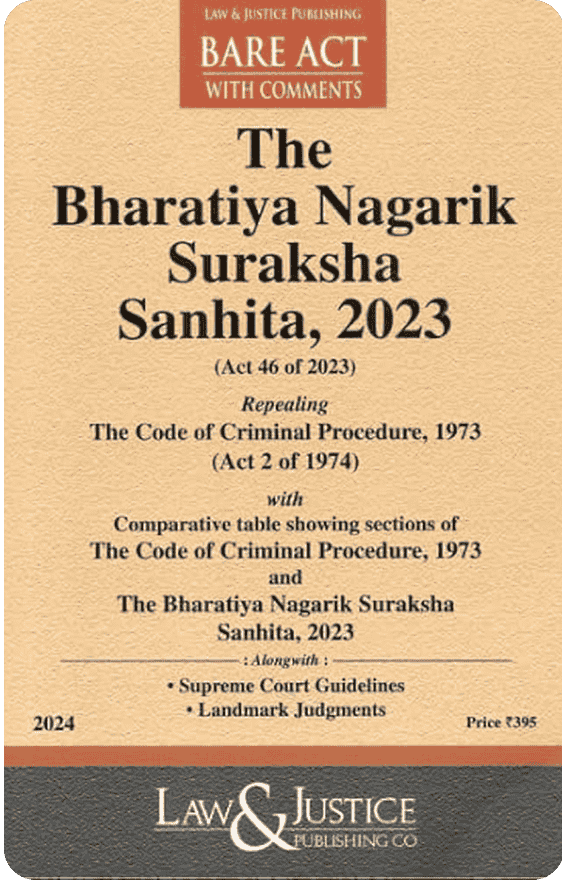 LAW & JUSTICE PUBLISHING
BARE ACT
WITH COMMENTS
The
Bharatiya Nagarik
Suraksha
Sanhita, 2023
(Act 46 of 2023)
Repealing
The Code of Criminal Procedure, 1973
(Act 2 of 1974)
with
Comparative table showing sections of
The Code of Criminal Procedure, 1973
and
The Bharatiya Nagarik Suraksha
Sanhita, 2023
: Alongwith :
• Supreme Court Guidelines
• Landmark Judgments
2024
Price ₹395
LAW & JUSTICE
PUBLISHING CO